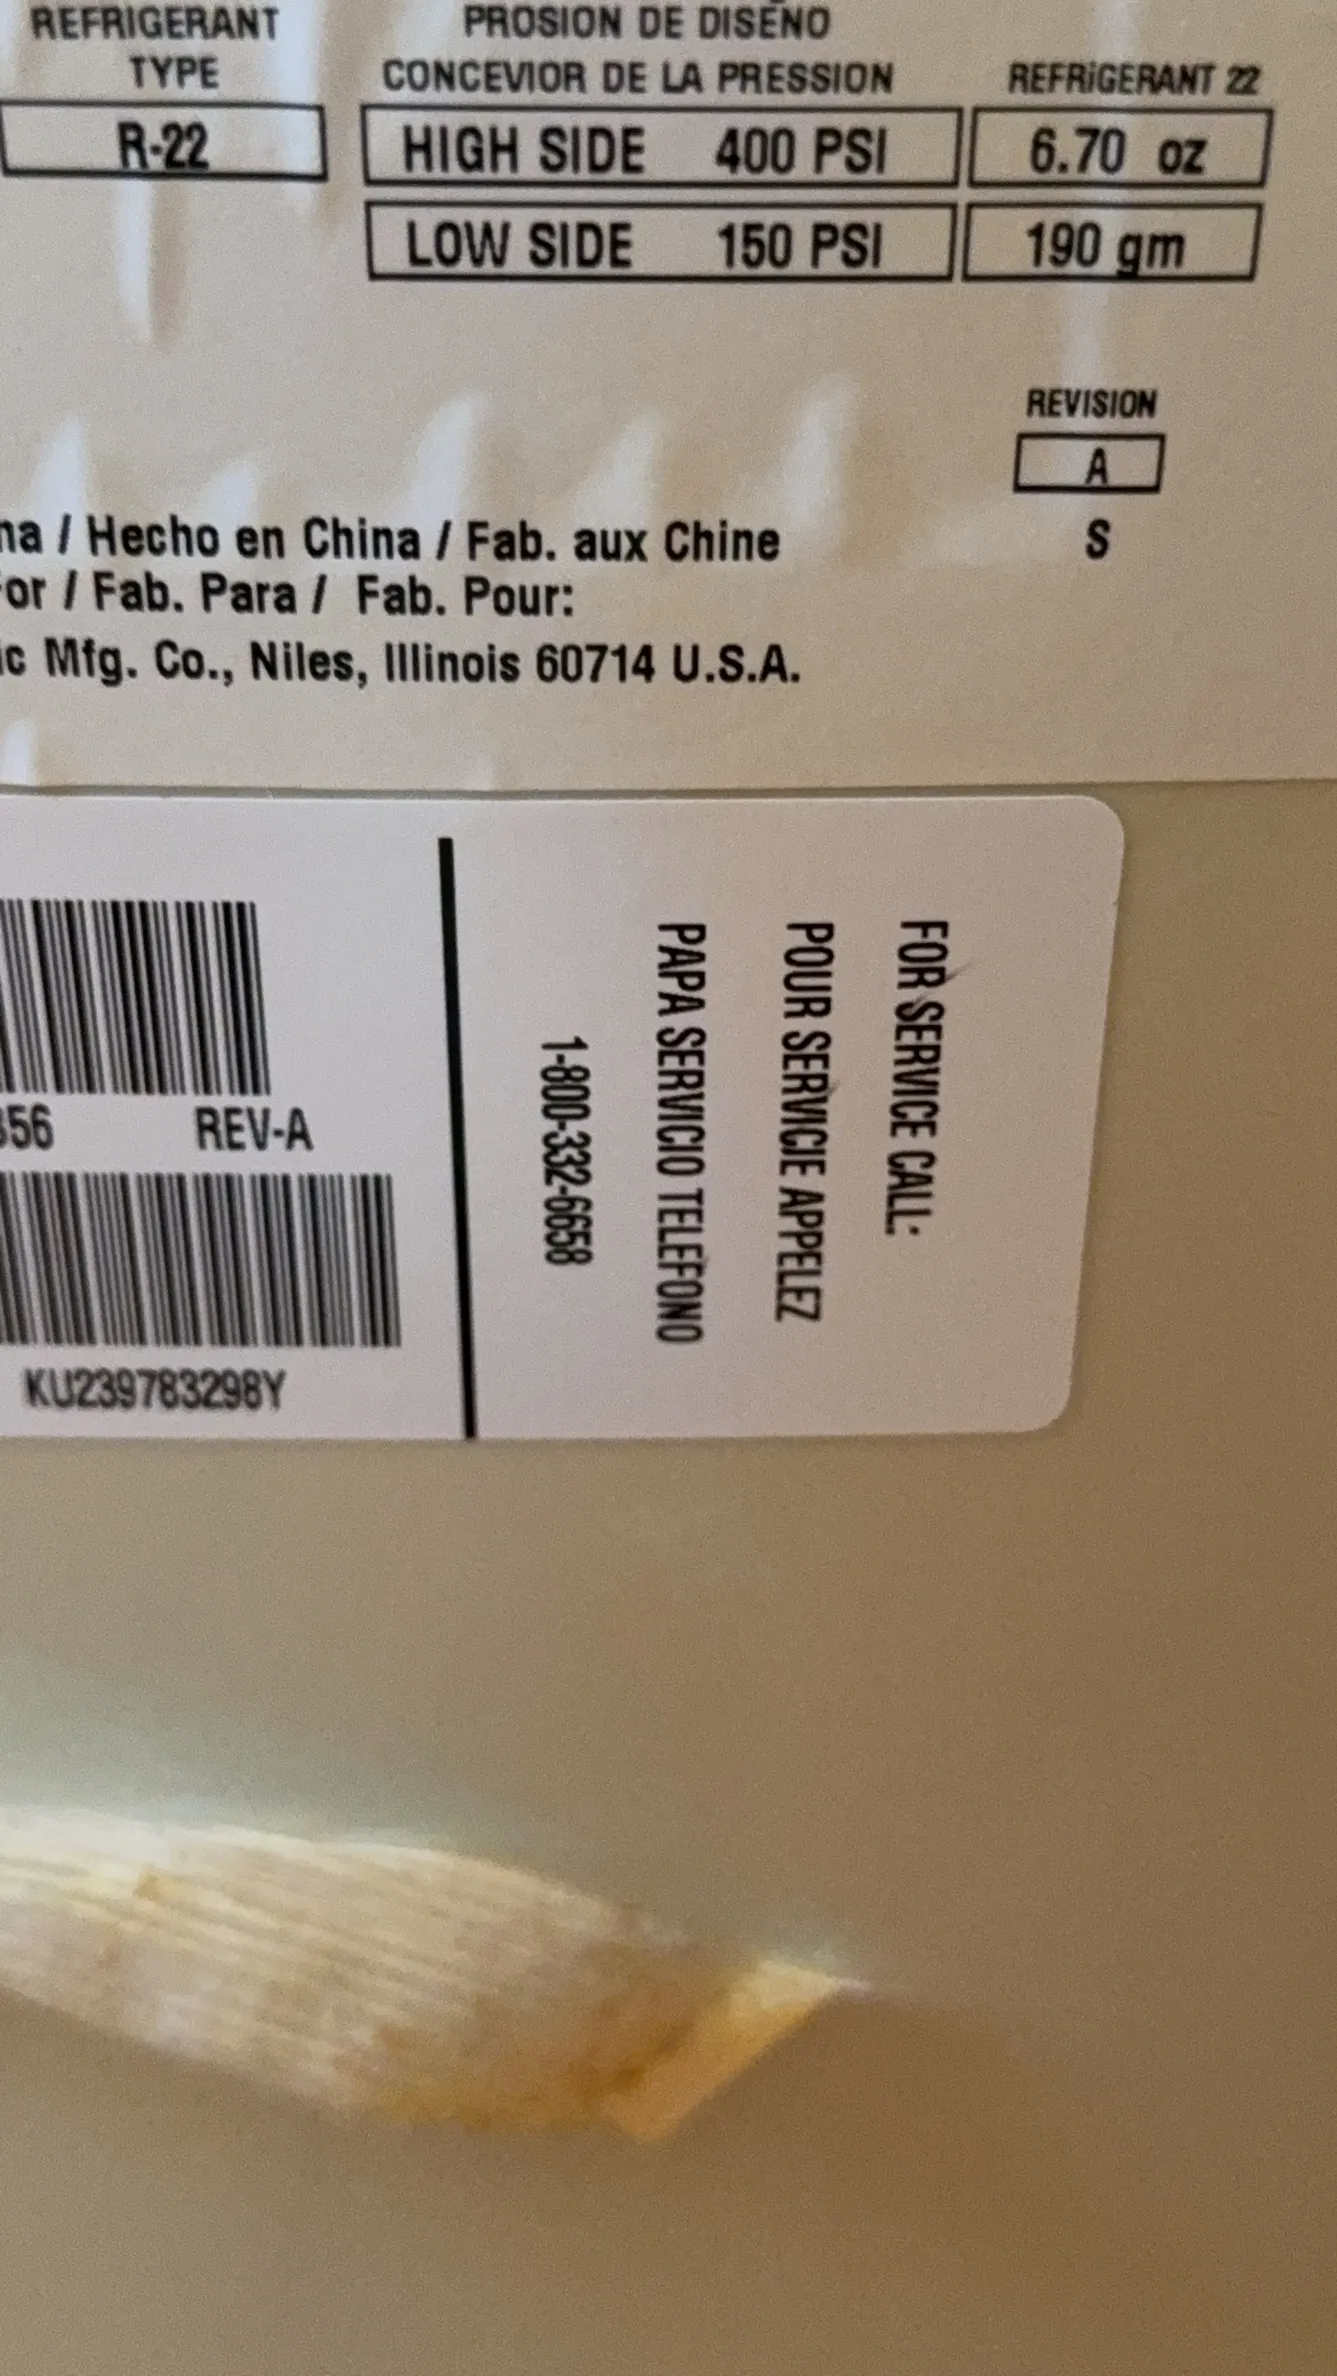 REFRIGERANT
TYPE
R-22
PROSION DE DISEÑO
CONCEVIOR DE LA PRESSION
HIGH SIDE 400 PSI
LOW SIDE 150 PSI
REFRiGERANT 22
6.70 oz
190 gm
REVISION
A
S
na / Hecho en China / Fab. aux Chine
or / Fab. Para / Fab. Pour:
ic Mfg. Co., Niles, Illinois 60714 U.S.A.
356 REV-A
KU239783298Y
FOR SERVICE CALL:
POUR SERVICIE APPELEZ
PAPA SERVICIO TELEFONO
1-800-332-6658